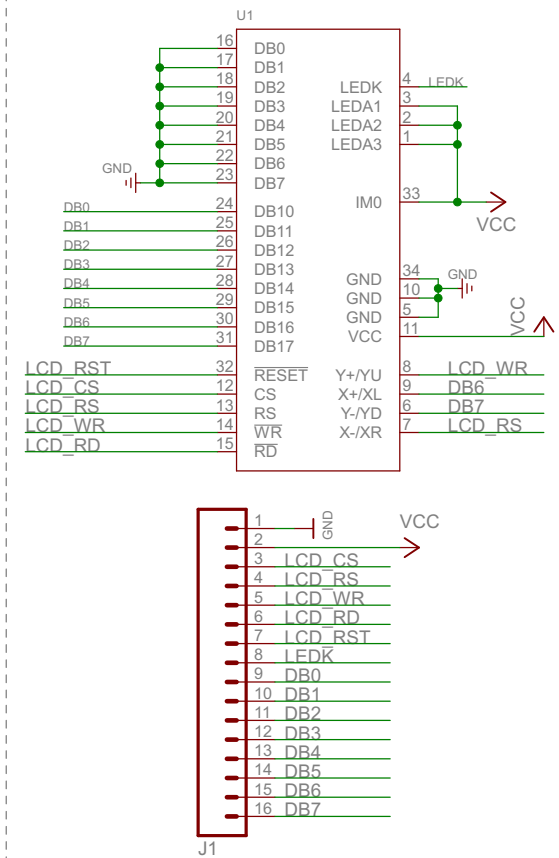 U1
16 DB0
17 DB1
18 DB2 LEDK 4 LEDK
19 DB3 LEDA1 3
20 DB4 LEDA2 2
21 DB5 LEDA3 1
22 DB6
GND 23 DB7
DB0 24 DB10 IM0 33
VCC
DB1 25 DB11
DB2 26 DB12
DB3 27 DB13 GND 34 GND
DB4 28 DB14 GND 10
DB5 29 DB15 GND 5
DB6 30 DB16 VCC 11 VCC
DB7 31 DB17
LCD_RST 32 RESET Y+/YU 8 LCD_WR
LCD_CS 12 CS X+/XL 9 DB6
LCD_RS 13 RS Y-/YD 6 DB7
LCD_WR 14 WR X-/XR 7 LCD_RS
LCD_RD 15 RD
1 GND
2 VCC
3 LCD_CS
4 LCD_RS
5 LCD_WR
6 LCD_RD
7 LCD_RST
8 LEDK
9 DB0
10 DB1
11 DB2
12 DB3
13 DB4
14 DB5
15 DB6
16 DB7
J1